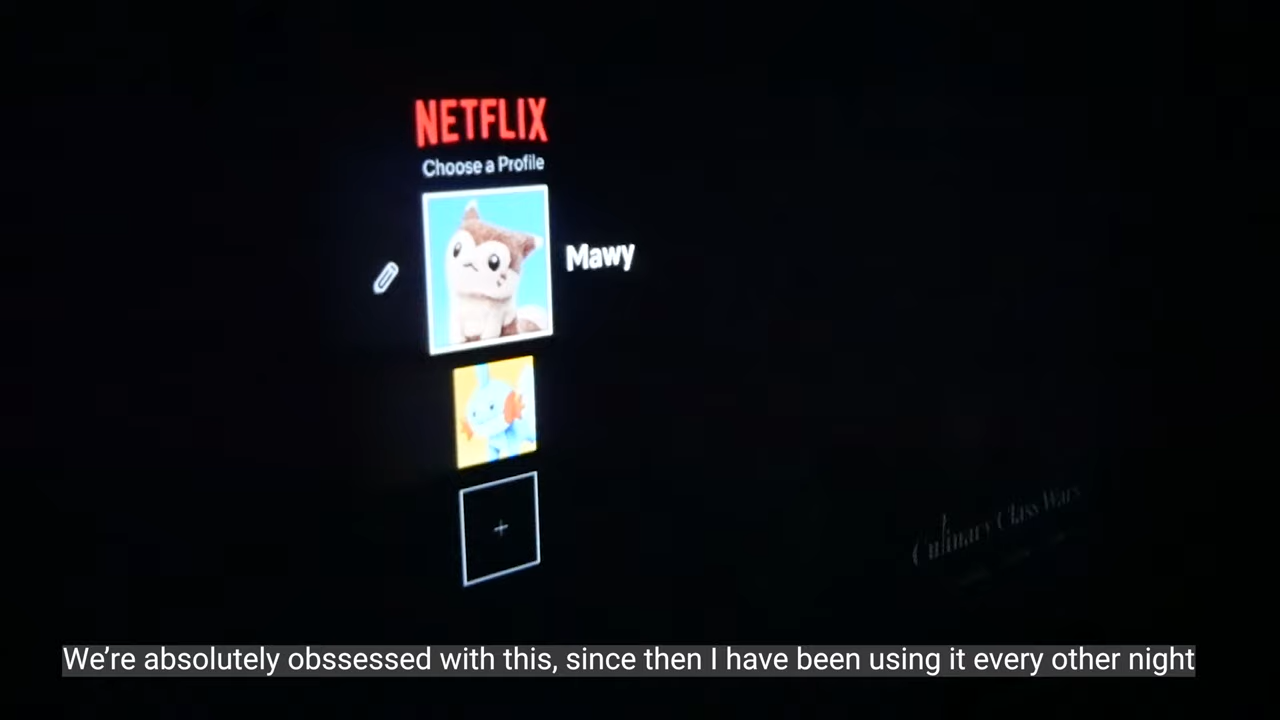 NETFLIX
Choose a Profile
Mawy
Culinary Class Wars
We’re absolutely obssessed with this, since then I have been using it every other night